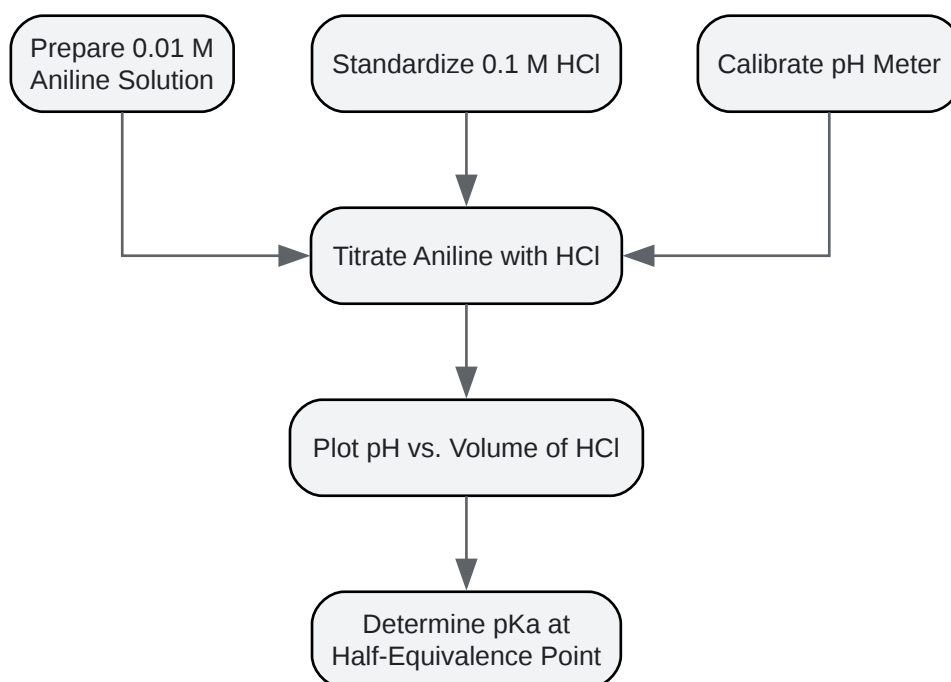 Prepare 0.01 M
Aniline Solution
Standardize 0.1 M HCl
Calibrate pH Meter
Titrate Aniline with HCl
Plot pH vs. Volume of HCl
Determine pKa at
Half-Equivalence Point